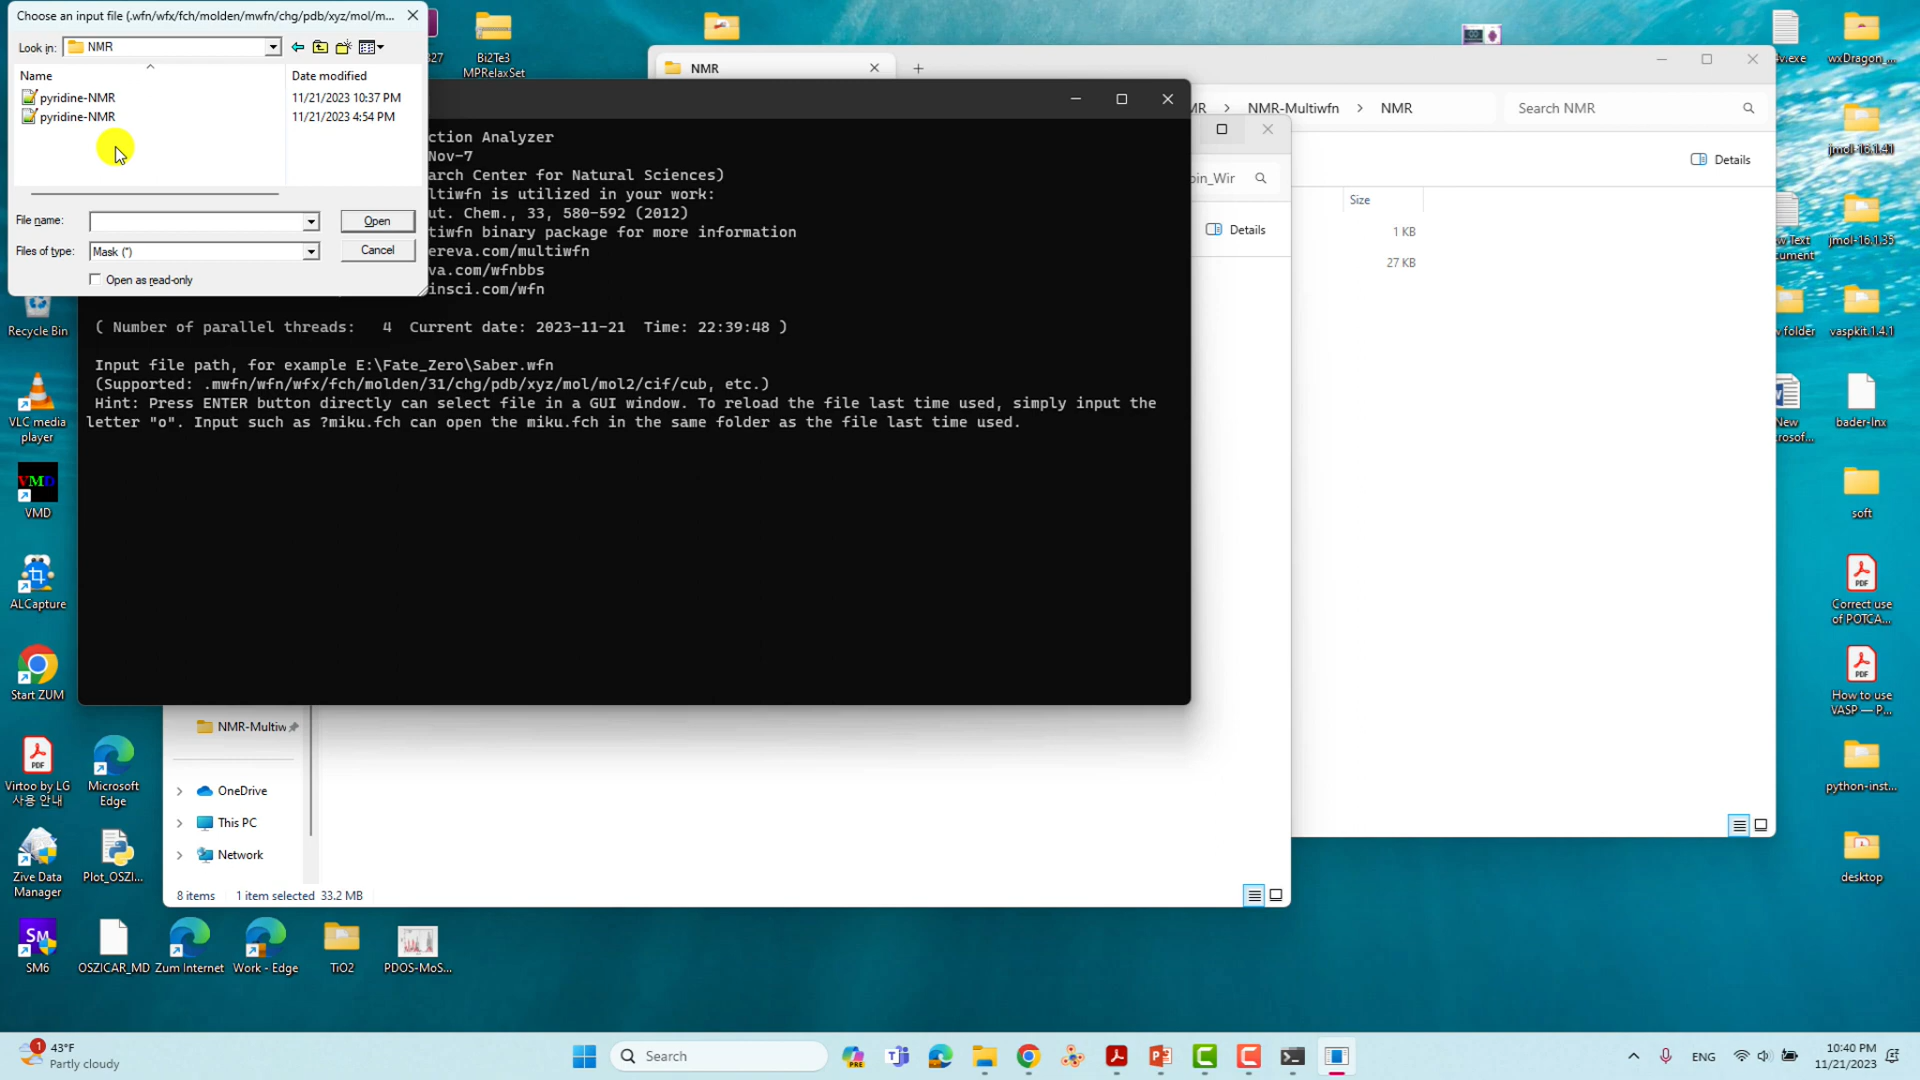 Choose an input file (.wfn/wfx/fch/molden/mwfn/chg/pdb/xyz/mol/m...
Look in: NMR
Name Date modified
pyridine-NMR 11/21/2023 10:37 PM
pyridine-NMR 11/21/2023 4:54 PM
File name: Open
Files of type: Mask (*) Cancel
Open as read-only
327
Bi2Te3
MPRelaxSet
NMR
NMR-Multiwfn > NMR
Search NMR
Details
Size
1 KB
27 KB
bin_Wir
Details
ction Analyzer
Nov-7
arch Center for Natural Sciences)
ltiwfn is utilized in your work:
ut. Chem., 33, 580-592 (2012)
tiwfn binary package for more information
ereva.com/multiwfn
va.com/wfnbbs
insci.com/wfn
( Number of parallel threads: 4 Current date: 2023-11-21 Time: 22:39:48 )
Input file path, for example E:\Fate_Zero\Saber.wfn
(Supported: .mwfn/wfn/wfx/fch/molden/31/chg/pdb/xyz/mol/mol2/cif/cub, etc.)
Hint: Press ENTER button directly can select file in a GUI window. To reload the file last time used, simply input the
letter "o". Input such as ?miku.fch can open the miku.fch in the same folder as the file last time used.
NMR-Multiw
OneDrive
This PC
Network
8 items 1 item selected 33.2 MB
Recycle Bin
VLC media
player
VMD
VMD
ALCapture
Start ZUM
PDF
Virtoo by LG
사용 안내
Microsoft
Edge
Zive Data
Manager
Plot_OSZI...
SM
SM6
OSZICAR_MD
Zum Internet
Work - Edge
TiO2
PDOS-MoS...
wxDragon_...
jmol-16.1.41
jmol-16.1.35
vaspkit.1.4.1
bader-lnx
soft
PDF
Correct use
of POTCA...
PDF
How to use
VASP — P...
python-inst...
desktop
New
1
43°F
Partly cloudy
Search
PRE
ENG
10:40 PM
11/21/2023